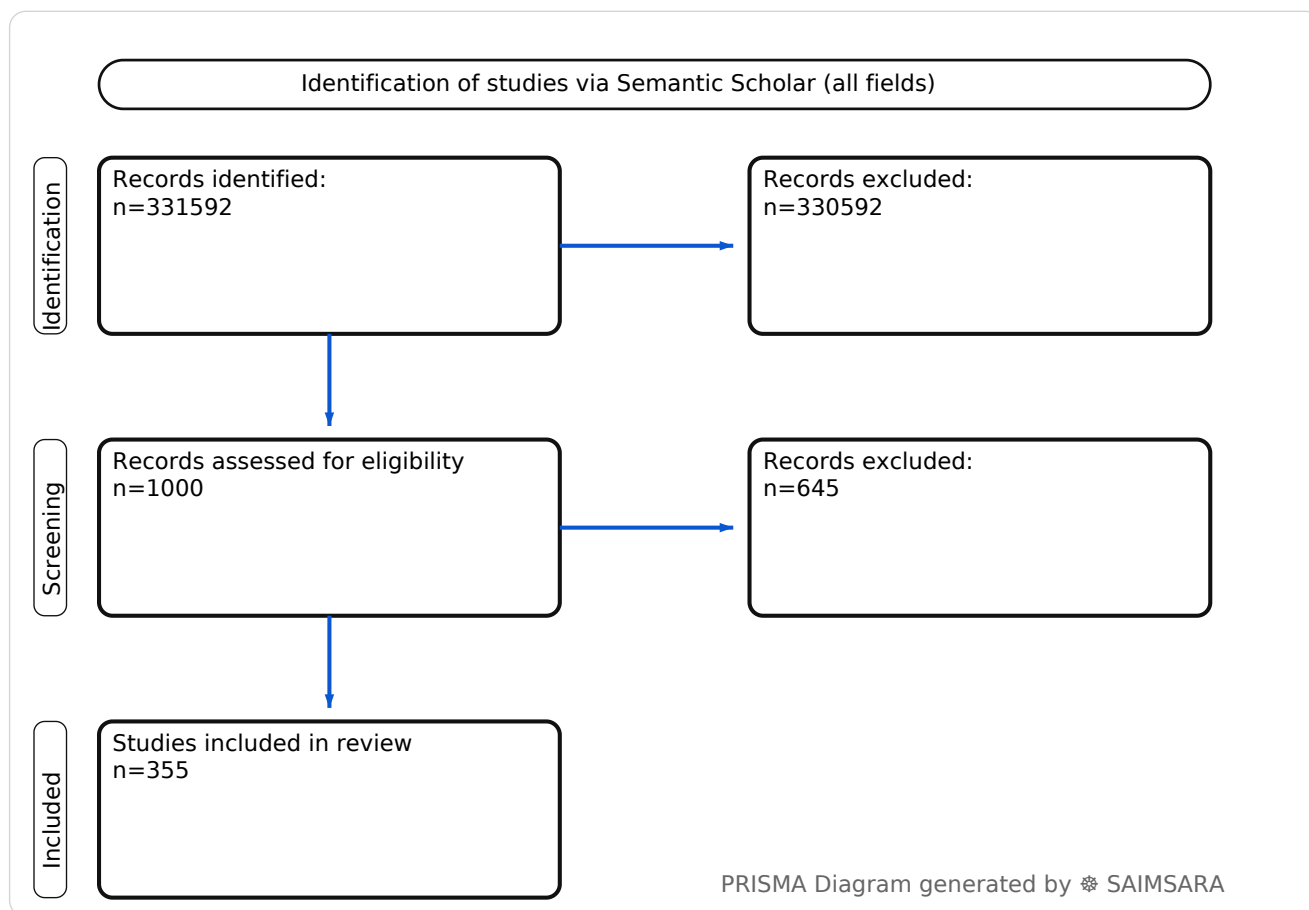 Identification of studies via Semantic Scholar (all fields)
Identification
Records identified:
n=331592
Records excluded:
n=330592
Screening
Records assessed for eligibility
n=1000
Records excluded:
n=645
Included
Studies included in review
n=355
PRISMA Diagram generated by ☸ SAIMSARA